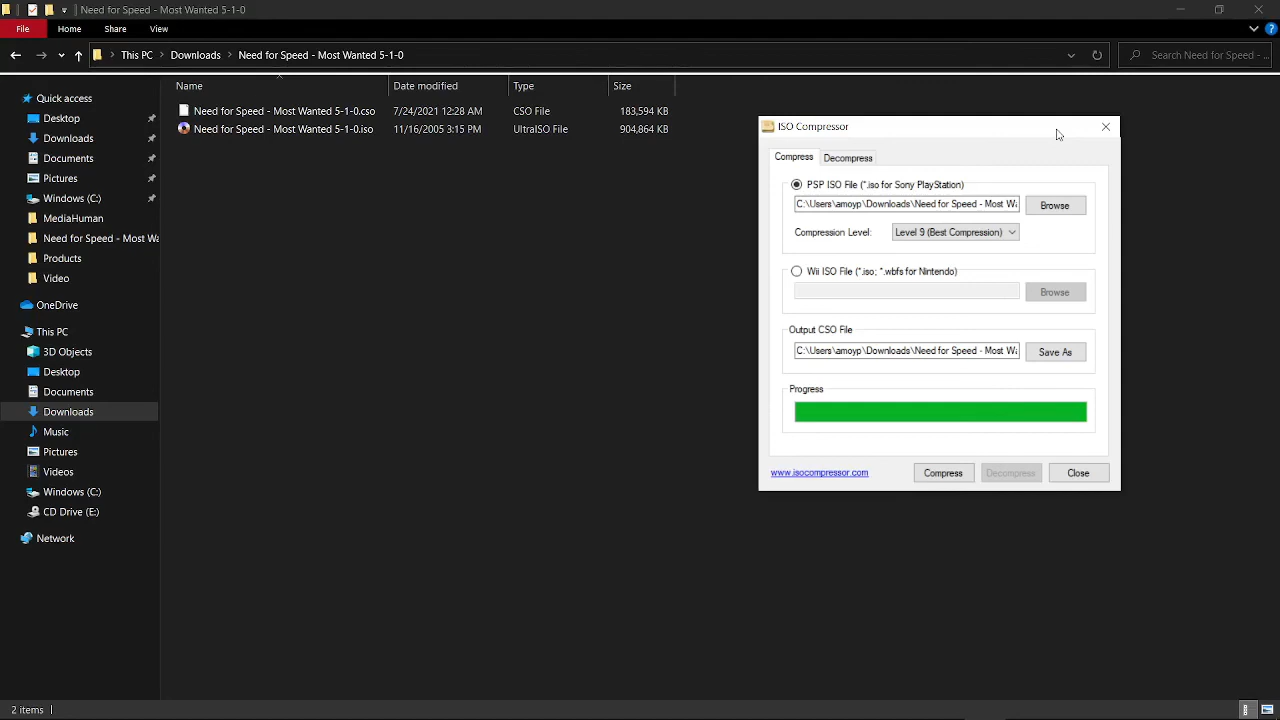 Need for Speed - Most Wanted 5-1-0
File Home Share View
This PC Downloads Need for Speed - Most Wanted 5-1-0
Search Need for Speed - ...
Name Date modified Type Size
Need for Speed - Most Wanted 5-1-0.cso 7/24/2021 12:28 AM CSO File 183,594 KB
Need for Speed - Most Wanted 5-1-0.iso 11/16/2005 3:15 PM UltraISO File 904,864 KB
Quick access
Desktop
Downloads
Documents
Pictures
Windows (C:)
MediaHuman
Need for Speed - Most Wa
Products
Video
OneDrive
This PC
3D Objects
Desktop
Documents
Downloads
Music
Pictures
Videos
Windows (C:)
CD Drive (E:)
Network
2 items
ISO Compressor
Compress Decompress
PSP ISO File (*.iso for Sony PlayStation)
C:\Users\amoyp\Downloads\Need for Speed - Most Wa Browse
Compression Level: Level 9 (Best Compression)
Wii ISO File (*.iso; *.wbfs for Nintendo)
Browse
Output CSO File
C:\Users\amoyp\Downloads\Need for Speed - Most Wa Save As
Progress
www.isocompressor.com Compress Decompress Close